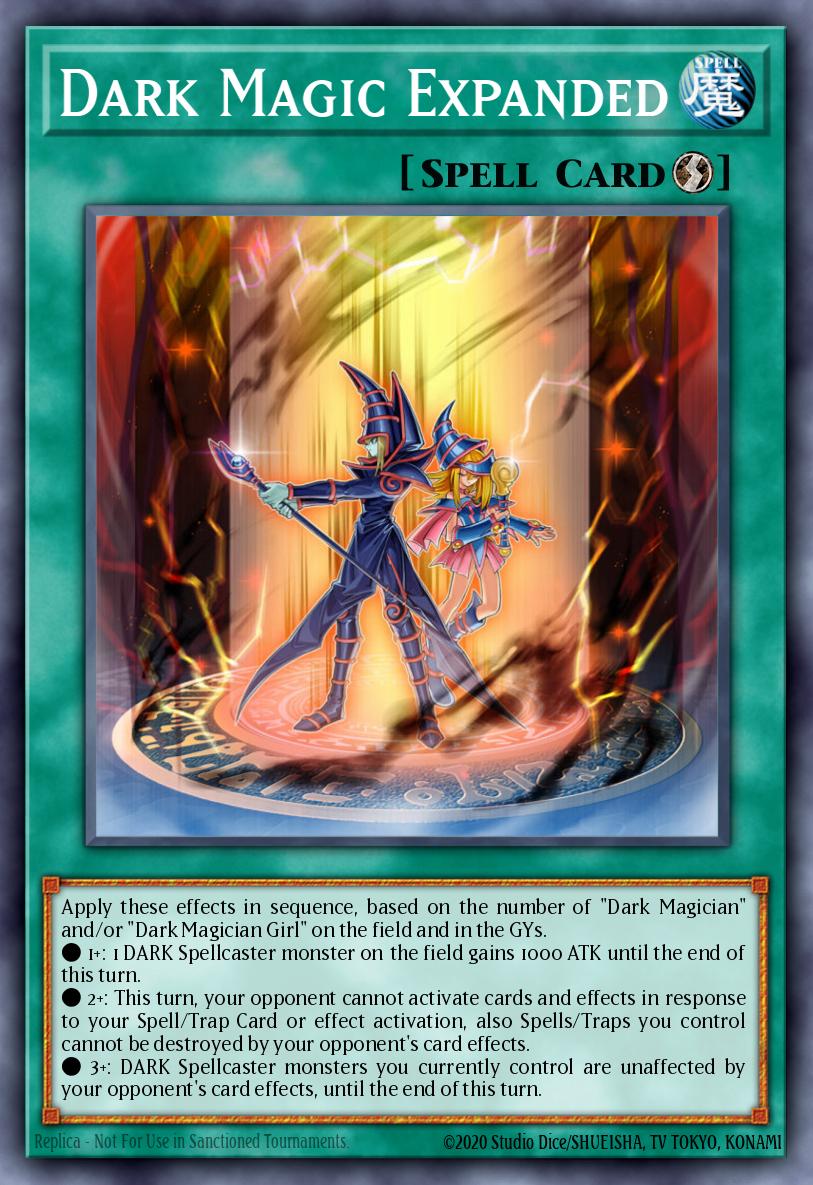 DARK MAGIC EXPANDED
SPELL
魔
[SPELL CARD]
Apply these effects in sequence, based on the number of "Dark Magician"
and/or "Dark Magician Girl" on the field and in the GYs.
● 1+: 1 DARK Spellcaster monster on the field gains 1000 ATK until the end of
this turn.
● 2+: This turn, your opponent cannot activate cards and effects in response
to your Spell/Trap Card or effect activation, also Spells/Traps you control
cannot be destroyed by your opponent's card effects.
● 3+: DARK Spellcaster monsters you currently control are unaffected by
your opponent's card effects, until the end of this turn.
Replica - Not For Use in Sanctioned Tournaments.
©2020 Studio Dice/SHUEISHA, TV TOKYO, KONAMI